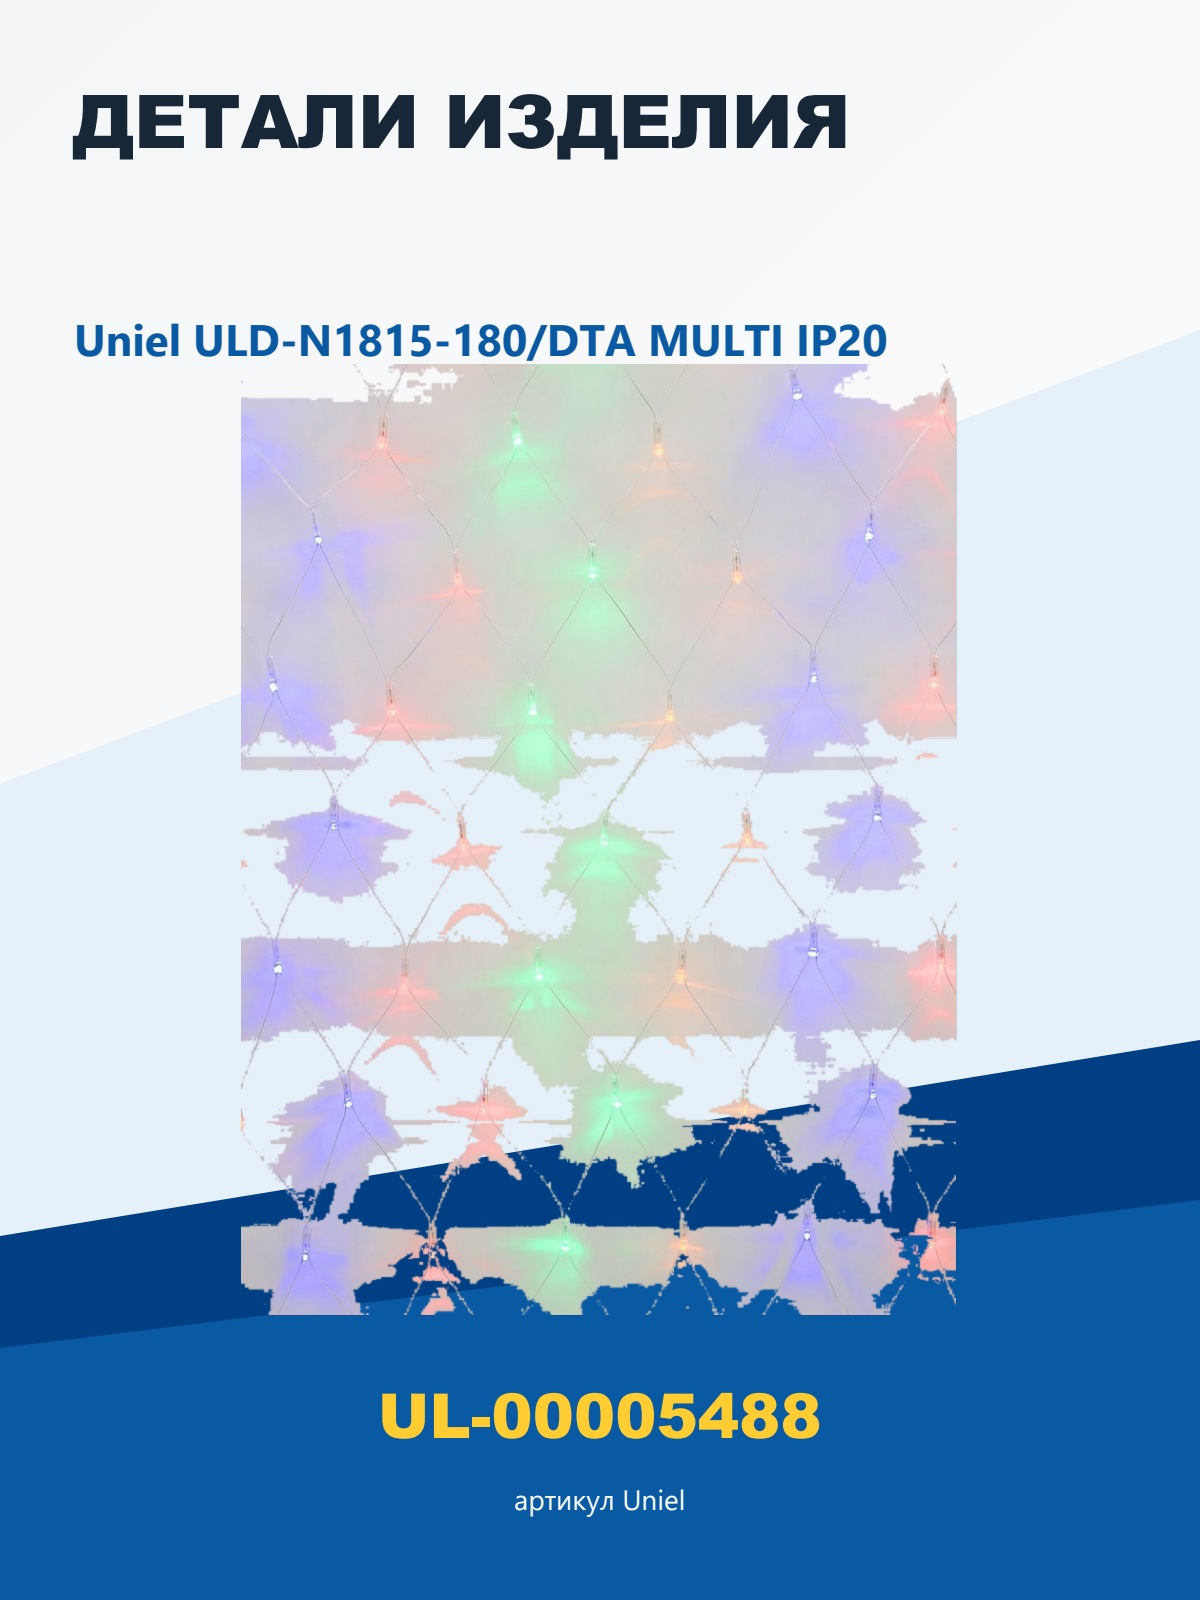 ДЕТАЛИ ИЗДЕЛИЯ
Uniel ULD-N1815-180/DTA MULTI IP20
UL-00005488
артикул Uniel